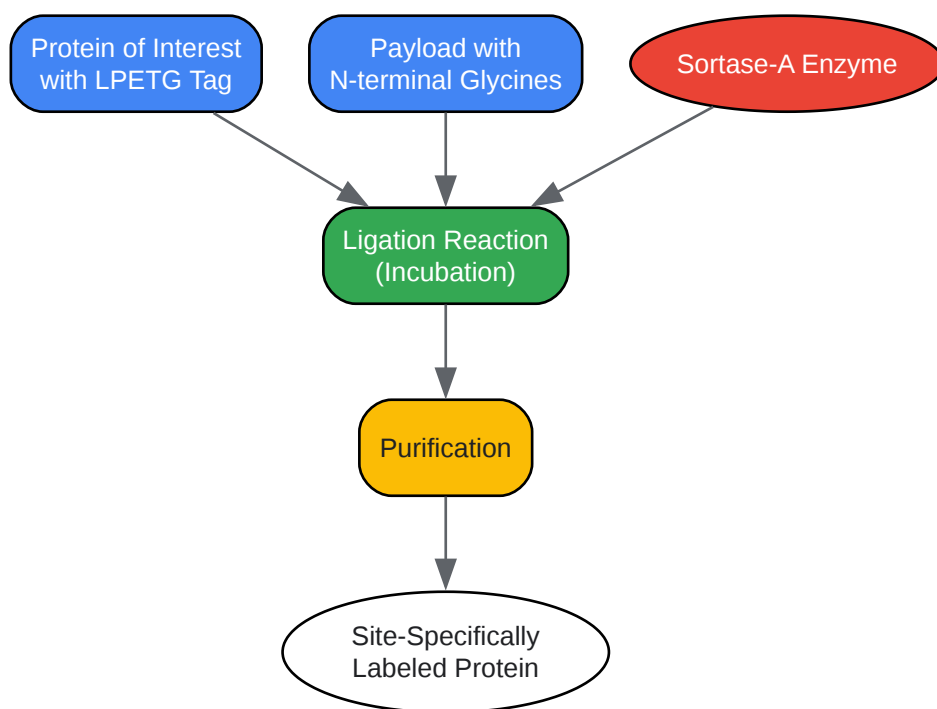 Protein of Interest
with LPETG Tag
Payload with
N-terminal Glycines
Sortase-A Enzyme
Ligation Reaction
(Incubation)
Purification
Site-Specifically
Labeled Protein